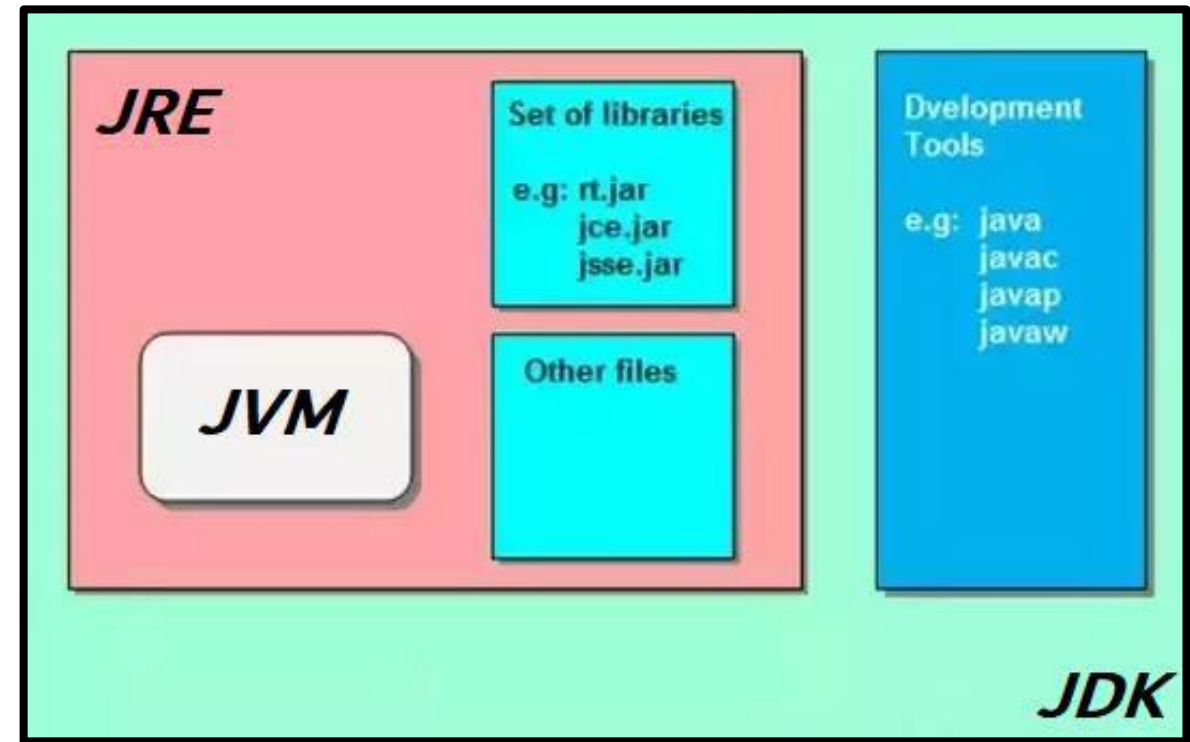 JRE
Set of libraries
e.g: rt.jar
jce.jar
jsse.jar
JVM
Other files
Dvelopment
Tools
e.g: java
javac
javap
javaw
JDK